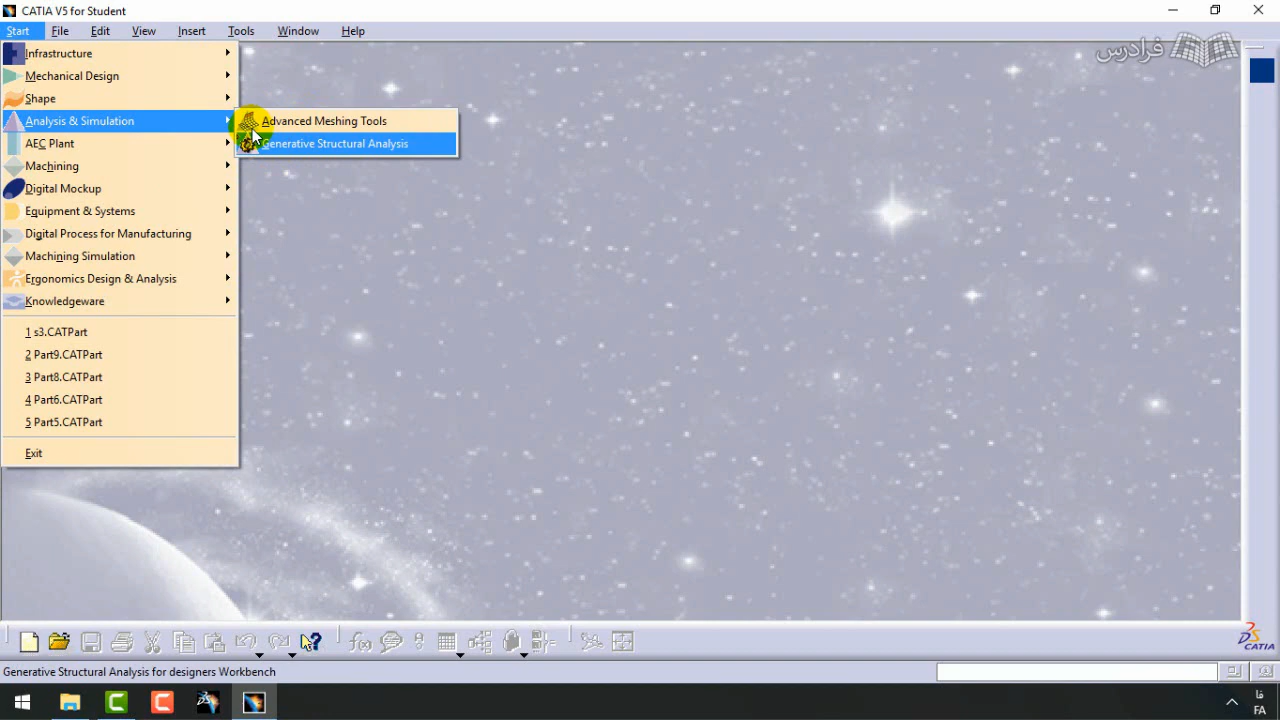 CATIA V5 for Student
Start File Edit View Insert Tools Window Help
فرادرس
Infrastructure
Mechanical Design
Shape
Analysis & Simulation
Advanced Meshing Tools
Generative Structural Analysis
AEC Plant
Machining
Digital Mockup
Equipment & Systems
Digital Process for Manufacturing
Machining Simulation
Ergonomics Design & Analysis
Knowledgeware
1 s3.CATPart
2 Part9.CATPart
3 Part8.CATPart
4 Part6.CATPart
5 Part5.CATPart
Exit
CATIA
Generative Structural Analysis for designers Workbench
فا
FA